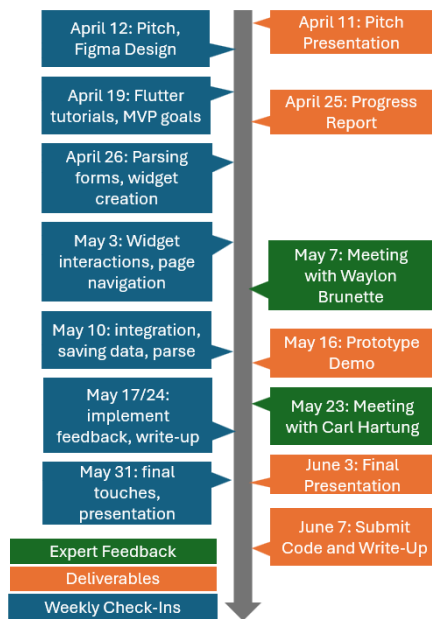 April 12: Pitch,
Figma Design
April 19: Flutter
tutorials, MVP goals
April 26: Parsing
forms, widget
creation
May 3: Widget
interactions, page
navigation
May 10: integration,
saving data, parse
May 17/24:
implement
feedback, write-up
May 31: final
touches,
presentation
April 11: Pitch
Presentation
April 25: Progress
Report
May 7: Meeting
with Waylon
Brunette
May 16: Prototype
Demo
May 23: Meeting
with Carl Hartung
June 3: Final
Presentation
June 7: Submit
Code and Write-Up
Expert Feedback
Deliverables
Weekly Check-Ins